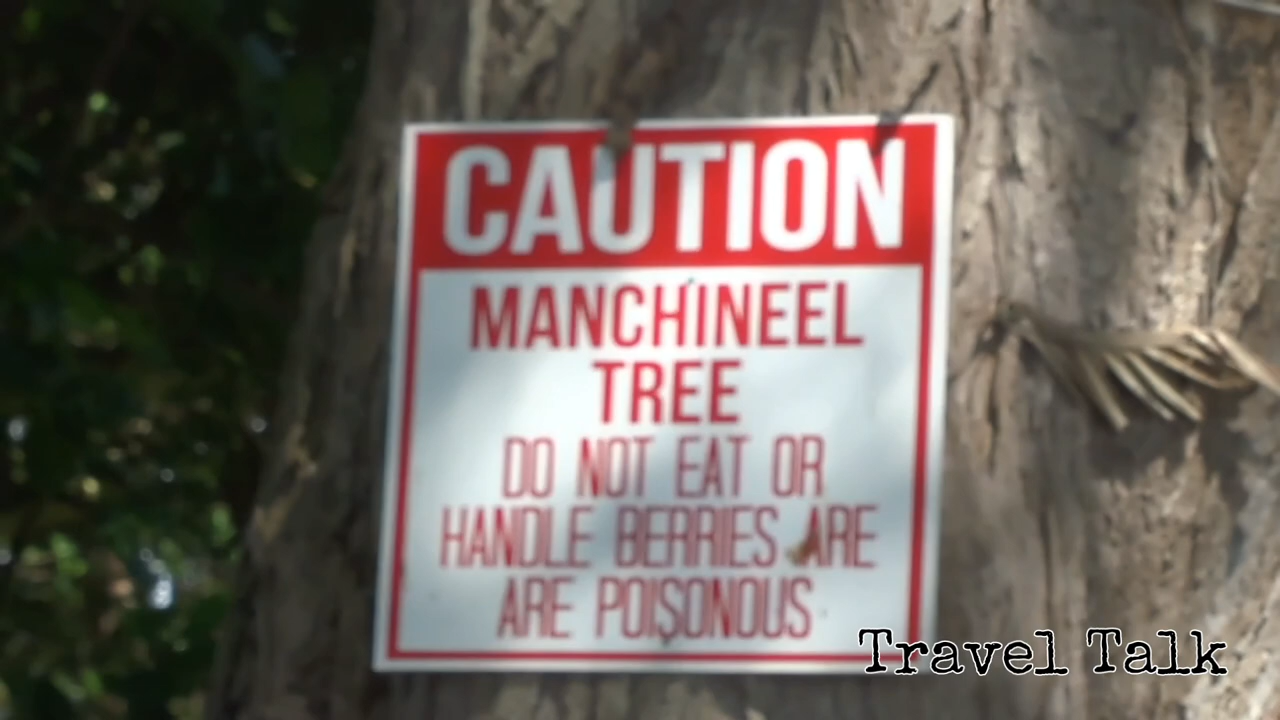 CAUTION
MANCHINEEL
TREE
DO NOT EAT OR
HANDLE BERRIES ARE
ARE POISONOUS
Travel Talk